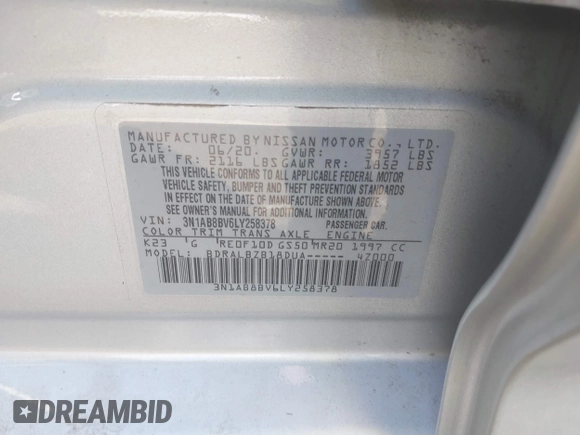 MANUFACTURED BY NISSAN MOTOR CO., LTD.
DATE: 06/20. GVWR: 3957 LBS
GAWR FR: 2116 LBS GAWR RR: 1852 LBS
THIS VEHICLE CONFORMS TO ALL APPLICABLE FEDERAL MOTOR
VEHICLE SAFETY, BUMPER AND THEFT PREVENTION STANDARDS
IN EFFECT ON THE DATE OF MANUFACTURE SHOWN ABOVE.
SEE OWNER'S MANUAL FOR ADDITIONAL LOADING INFORMATION.
VIN: 3N1AB8BV6LY258378 PASSENGER CAR.
COLOR TRIM TRANS AXLE ENGINE
K23 G RE0F10D GS50 MR20 1997 CC
MODEL: BDRALBZB18DUA----- 47000
3N1AB8BV6LY258378
DREAMBID